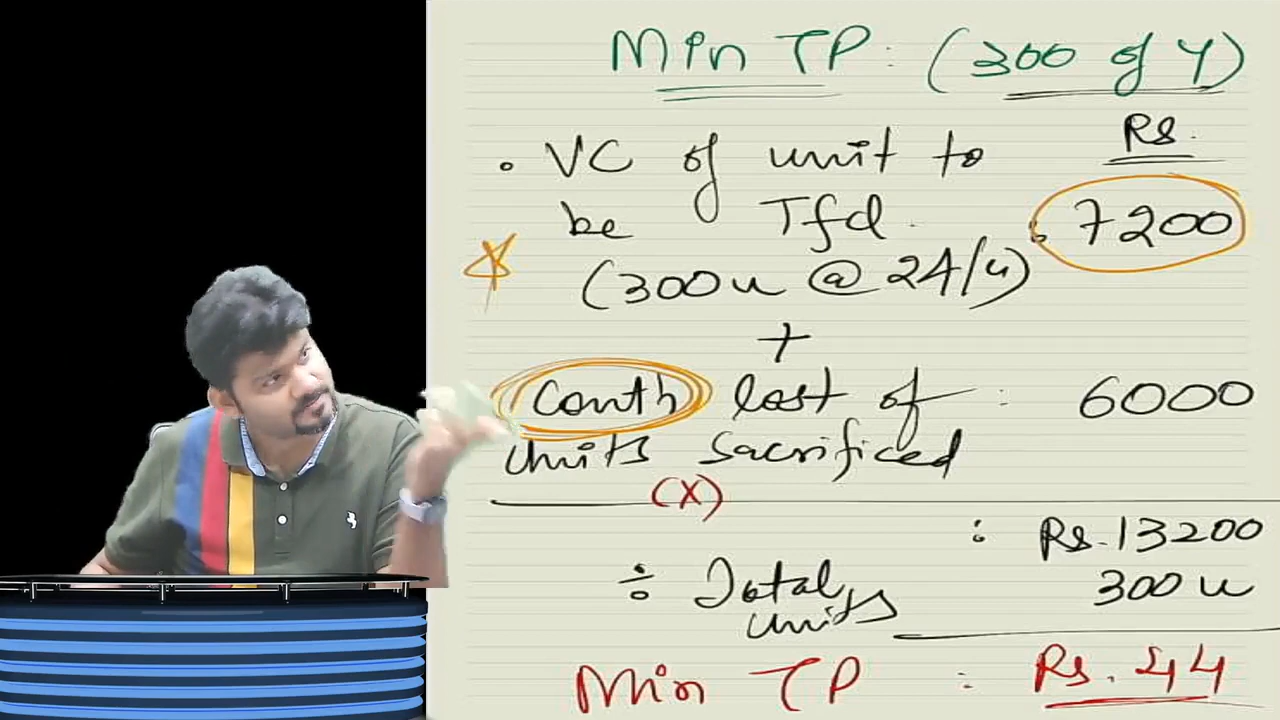 Min TP: (300 of Y)
Rs.
• VC of unit to
be Tfd. : 7200
(300u @ 24/u)
+
Contn lost of : 6000
units sacrificed
(X)
: Rs. 13200
÷ Total units 300 u
Min TP : Rs. 44